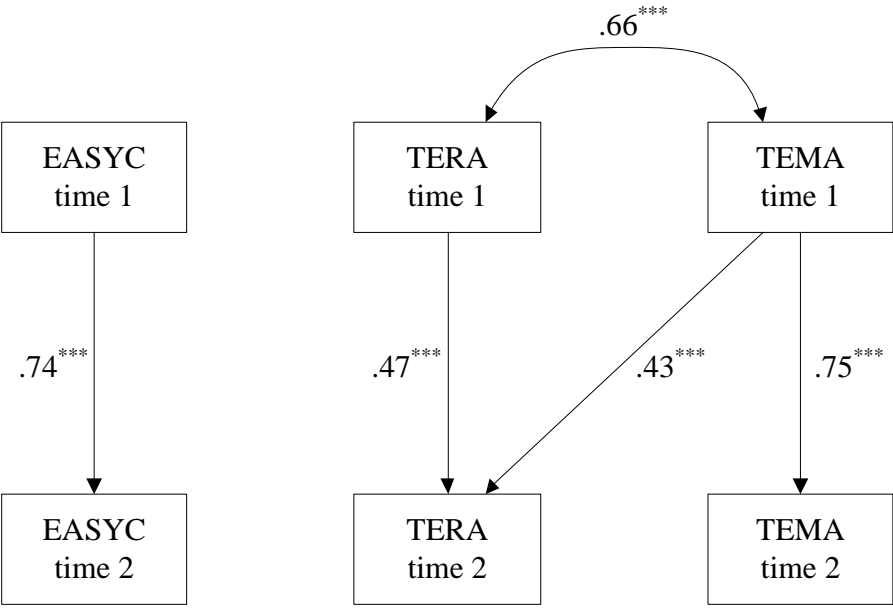 .66***
EASYC
time 1
TERA
time 1
TEMA
time 1
.74***
.47***
.43***
.75***
EASYC
time 2
TERA
time 2
TEMA
time 2